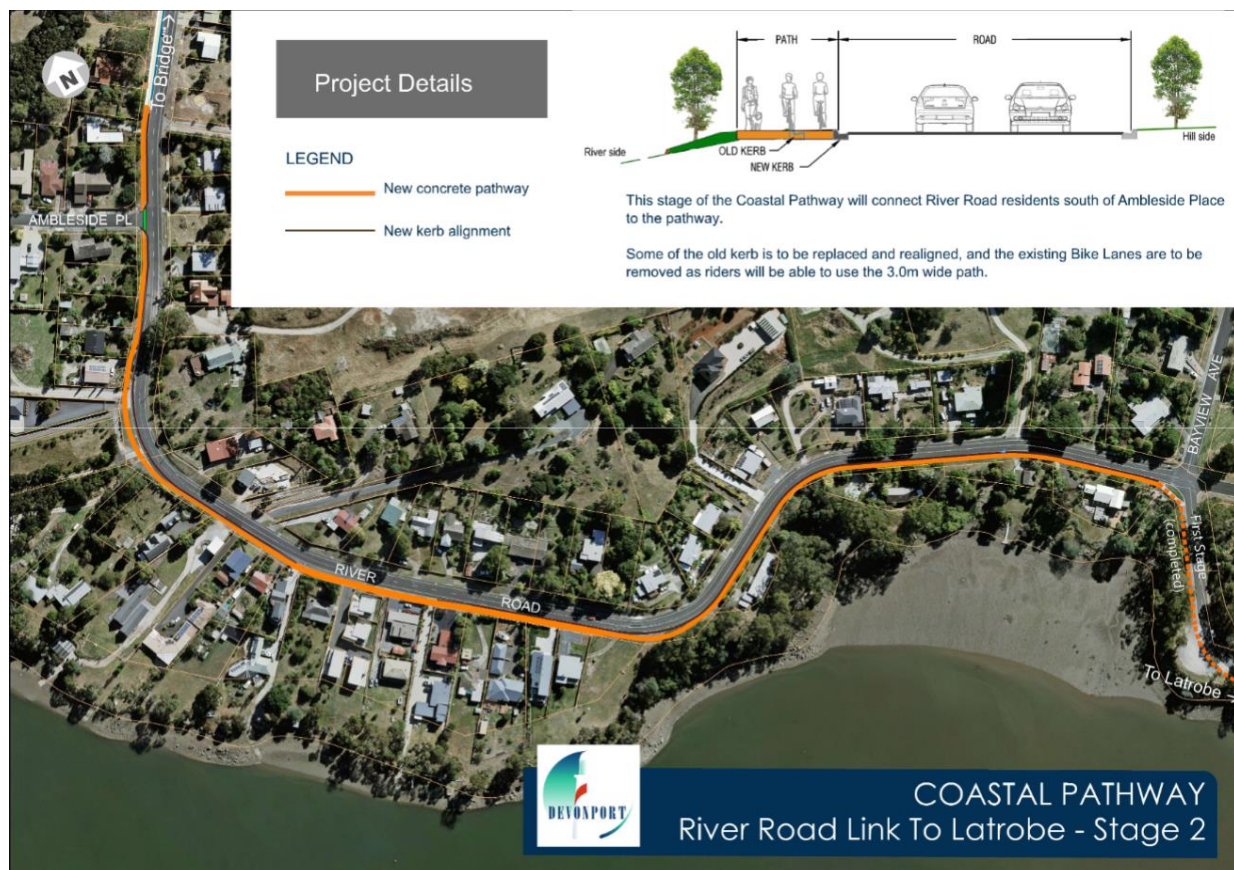 To Bridge →
N
Project Details
LEGEND
New concrete pathway
New kerb alignment
PATH
ROAD
River side
OLD KERB
NEW KERB
Hill side
This stage of the Coastal Pathway will connect River Road residents south of Ambleside Place
to the pathway.
Some of the old kerb is to be replaced and realigned, and the existing Bike Lanes are to be
removed as riders will be able to use the 3.0m wide path.
AMBLESIDE PL
BAYVIEW AVE
RIVER
ROAD
First Stage
(completed)
To Latrobe →
DEVONPORT
COASTAL PATHWAY
River Road Link To Latrobe - Stage 2